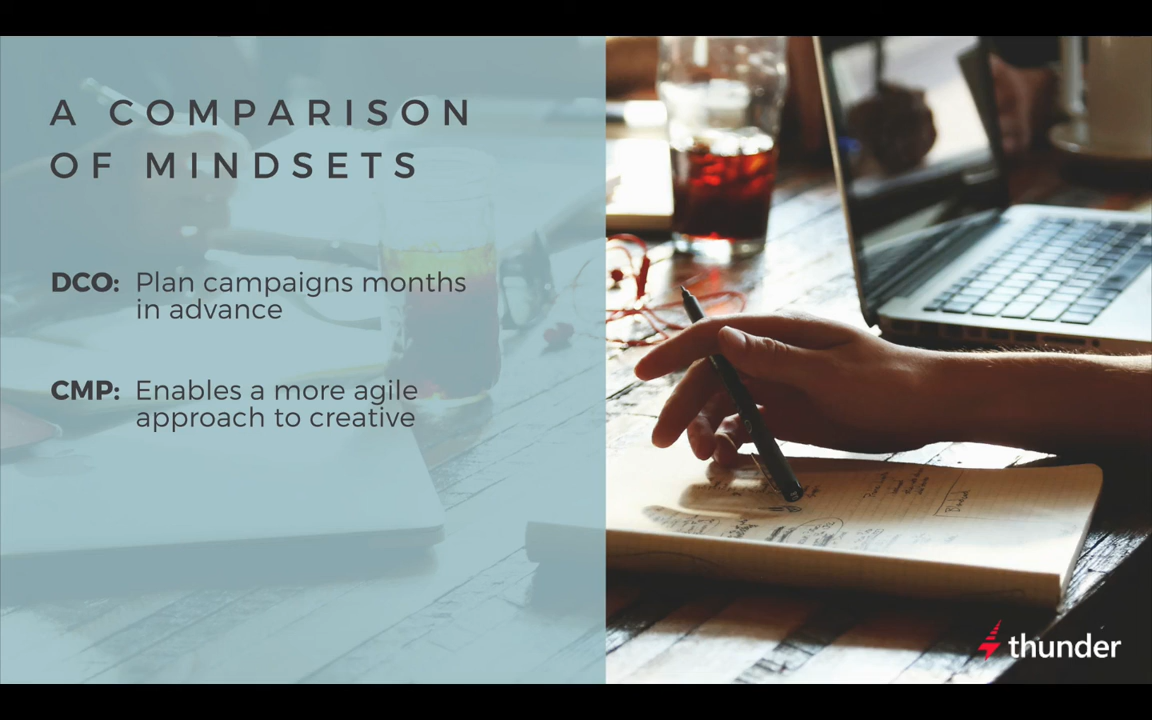 A COMPARISON
OF MINDSETS
DCO: Plan campaigns months
in advance
CMP: Enables a more agile
approach to creative
thunder